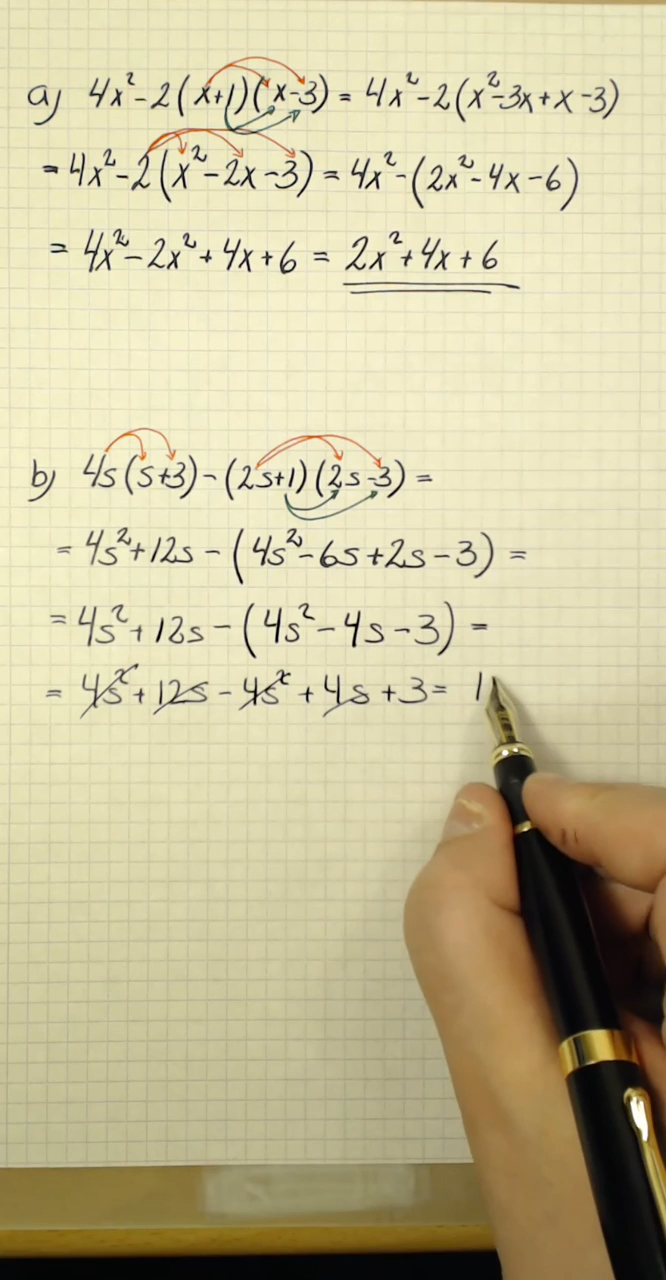 a) 4x²-2(x+1)(x-3) = 4x²-2(x²-3x+x-3)
= 4x²-2(x²-2x-3) = 4x²-(2x²-4x-6)
= 4x²-2x²+4x+6 = 2x²+4x+6
b) 4s(s+3)-(2s+1)(2s-3) =
= 4s²+12s-(4s²-6s+2s-3) =
= 4s²+12s-(4s²-4s-3) =
= 4s²+12s-4s²+4s+3 = 1